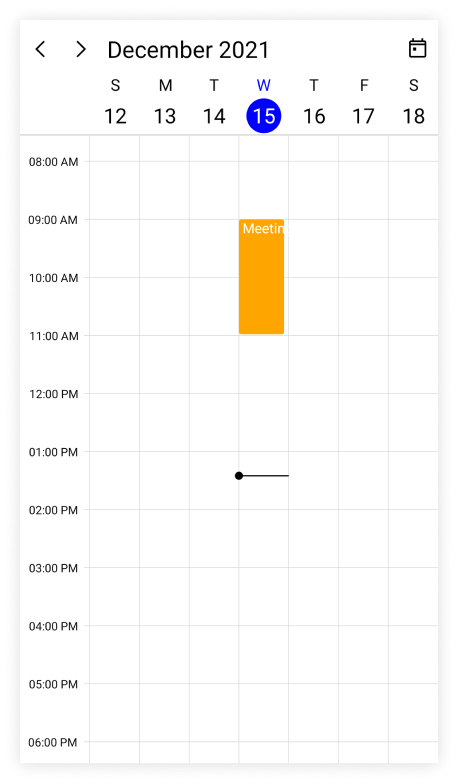 December 2021
S M T W T F S
12 13 14 15 16 17 18
08:00 AM
09:00 AM
Meetin
10:00 AM
11:00 AM
12:00 PM
01:00 PM
02:00 PM
03:00 PM
04:00 PM
05:00 PM
06:00 PM